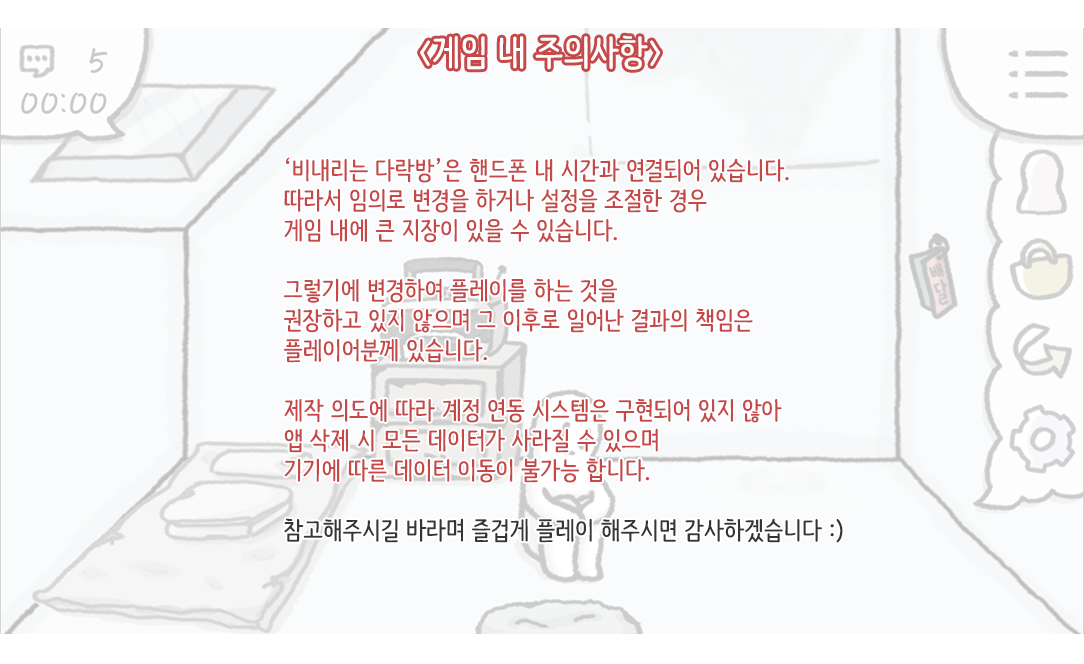 <게임 내 주의사항>
5
00:00
‘비내리는 다락방’은 핸드폰 내 시간과 연결되어 있습니다.
따라서 임의로 변경을 하거나 설정을 조절한 경우
게임 내에 큰 지장이 있을 수 있습니다.
그렇기에 변경하여 플레이를 하는 것을
권장하고 있지 않으며 그 이후로 일어난 결과의 책임은
플레이어분께 있습니다.
배달
제작 의도에 따라 계정 연동 시스템은 구현되어 있지 않아
앱 삭제 시 모든 데이터가 사라질 수 있으며
기기에 따른 데이터 이동이 불가능 합니다.
참고해주시길 바라며 즐겁게 플레이 해주시면 감사하겠습니다 :)